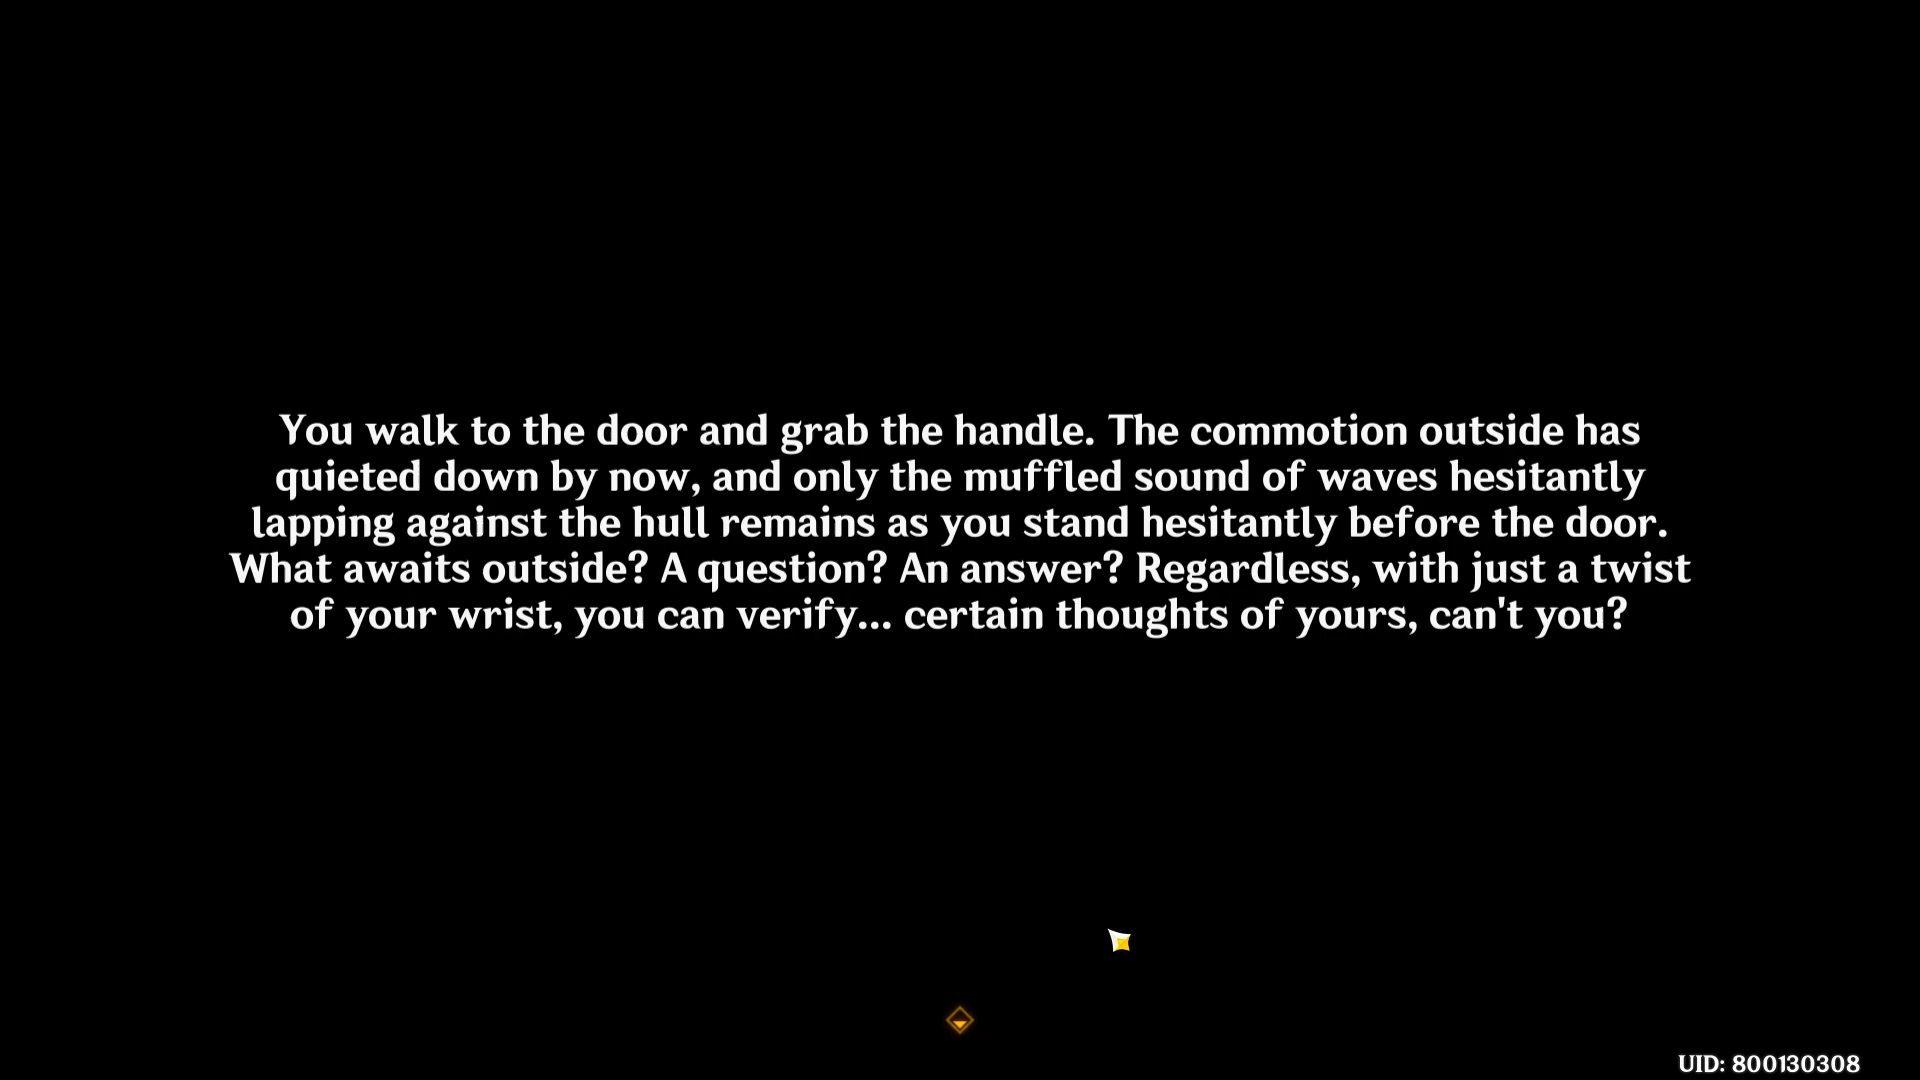 You walk to the door and grab the handle. The commotion outside has
quieted down by now, and only the muffled sound of waves hesitantly
lapping against the hull remains as you stand hesitantly before the door.
What awaits outside? A question? An answer? Regardless, with just a twist
of your wrist, you can verify... certain thoughts of yours, can't you?
UID: 800130308